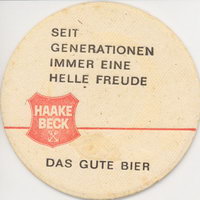 SEIT
GENERATIONEN
IMMER EINE
HELLE FREUDE
HAAKE
BECK
DAS GUTE BIER